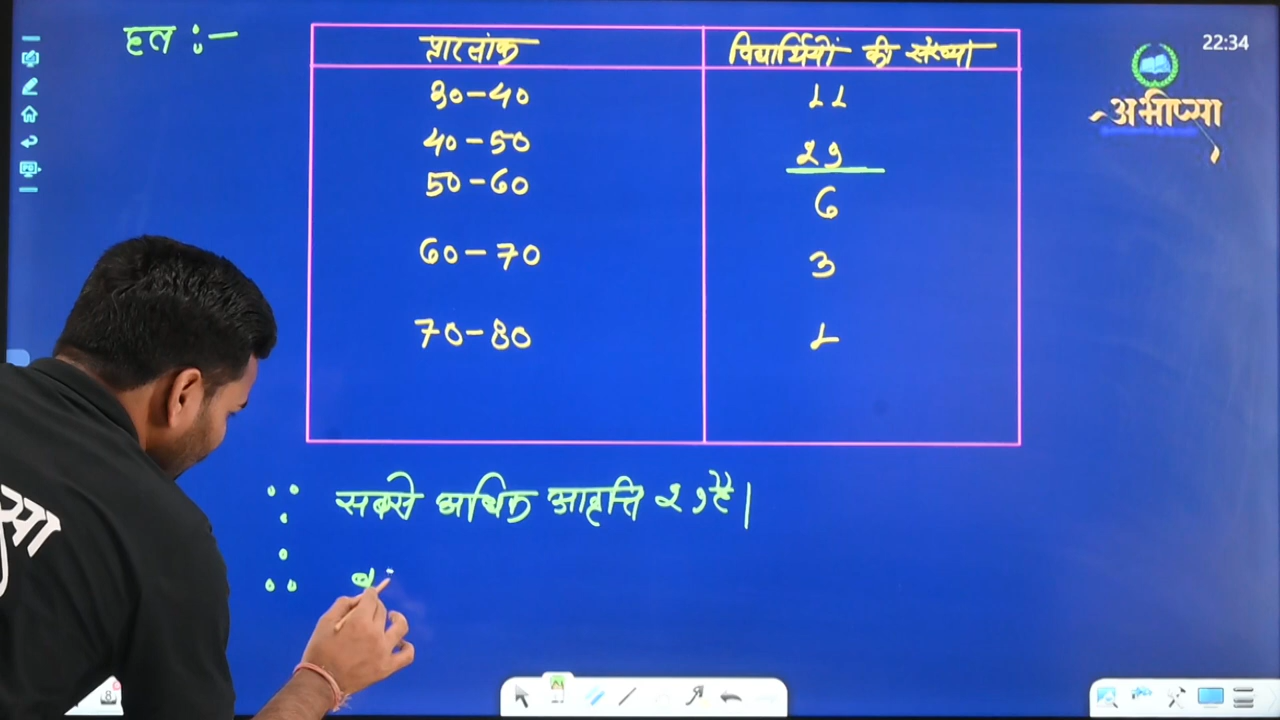 हल :-
प्राप्तांक विद्यार्थियों की संख्या
30-40 11
40-50 29
50-60 6
60-70 3
70-80 1
∵ सबसे अधिक आवृत्ति 29 है।
∴
22:34
अभीप्सा
प्सा
8